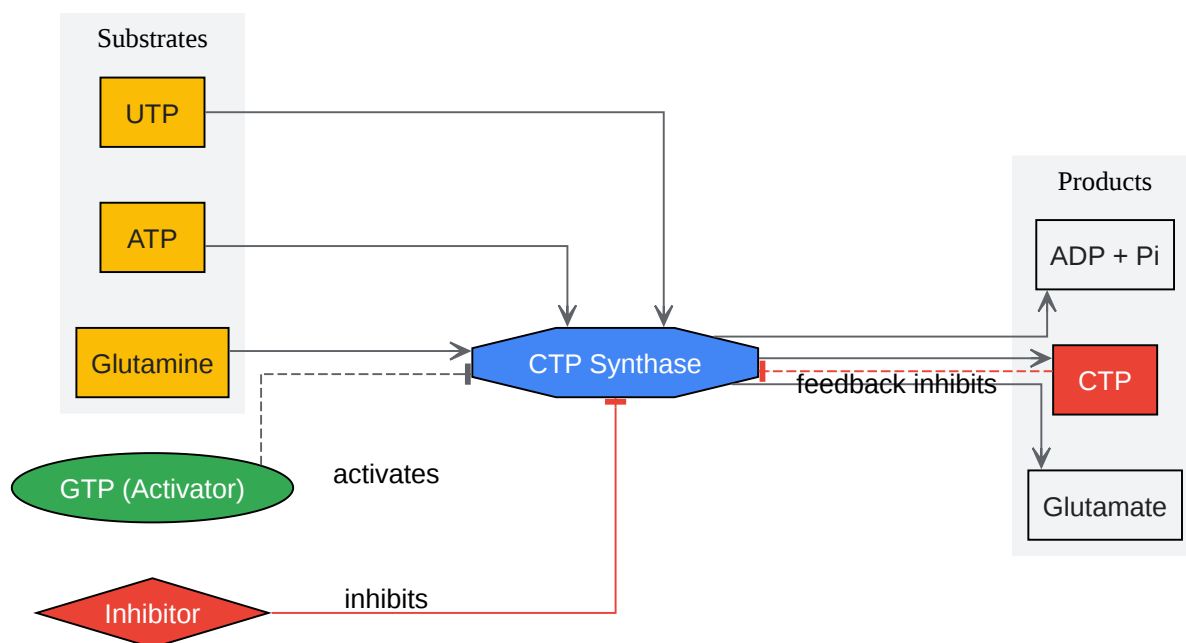 Substrates
UTP
ATP
Glutamine
GTP (Activator)
activates
Inhibitor
inhibits
CTP Synthase
feedback inhibits
Products
ADP + Pi
CTP
Glutamate